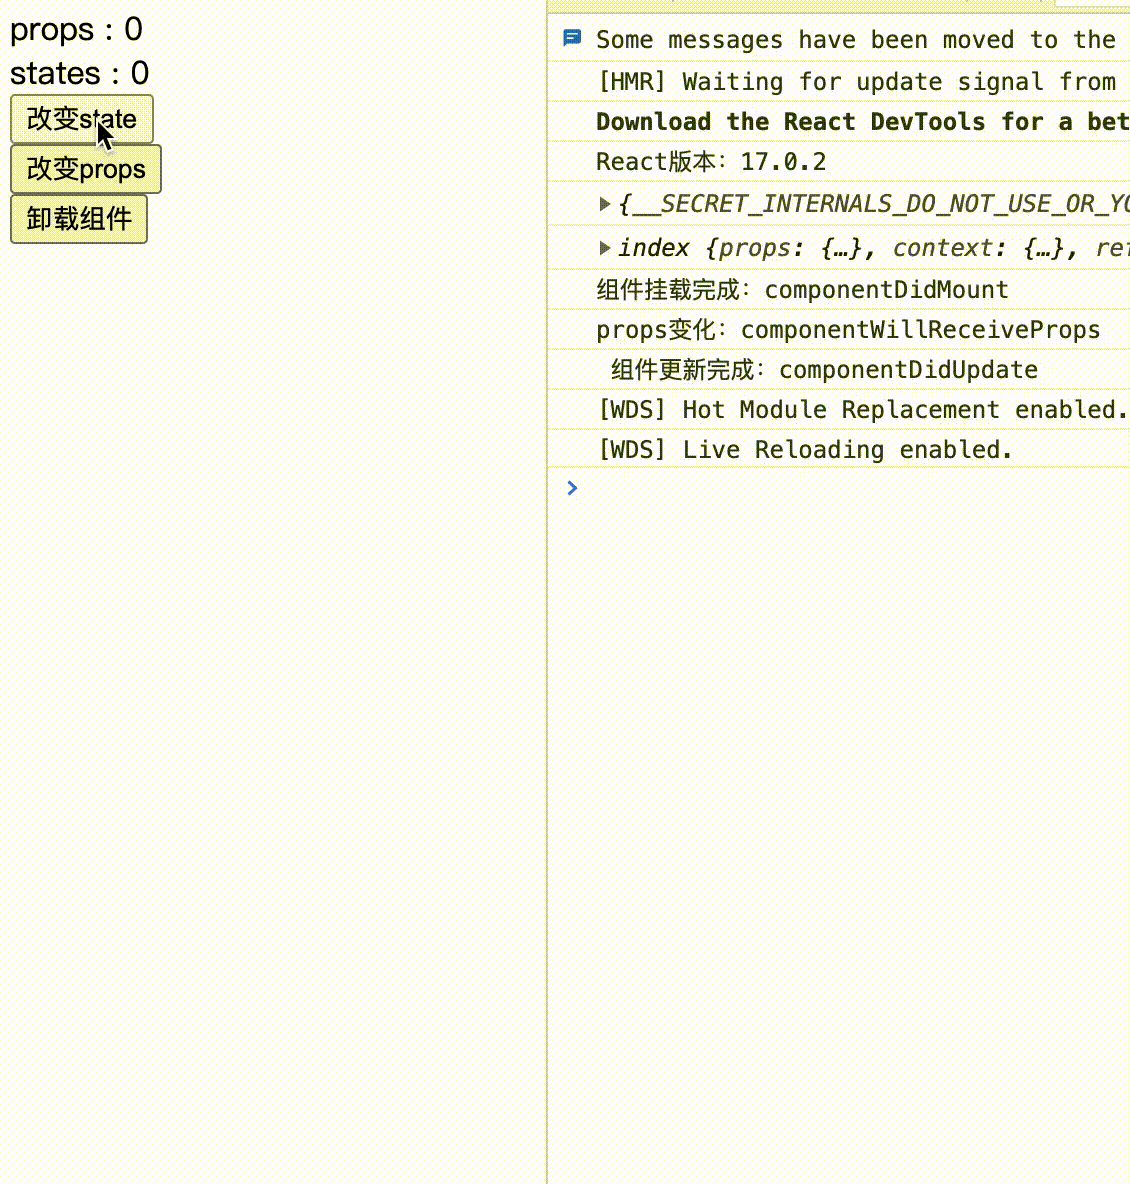 props : 0
states : 0
改变state
改变props
卸载组件
Some messages have been moved to the
[HMR] Waiting for update signal from
Download the React DevTools for a bet
React版本: 17.0.2
{__SECRET_INTERNALS_DO_NOT_USE_OR_YO
index {props: {…}, context: {…}, ref
组件挂载完成: componentDidMount
props变化: componentWillReceiveProps
组件更新完成: componentDidUpdate
[WDS] Hot Module Replacement enabled.
[WDS] Live Reloading enabled.